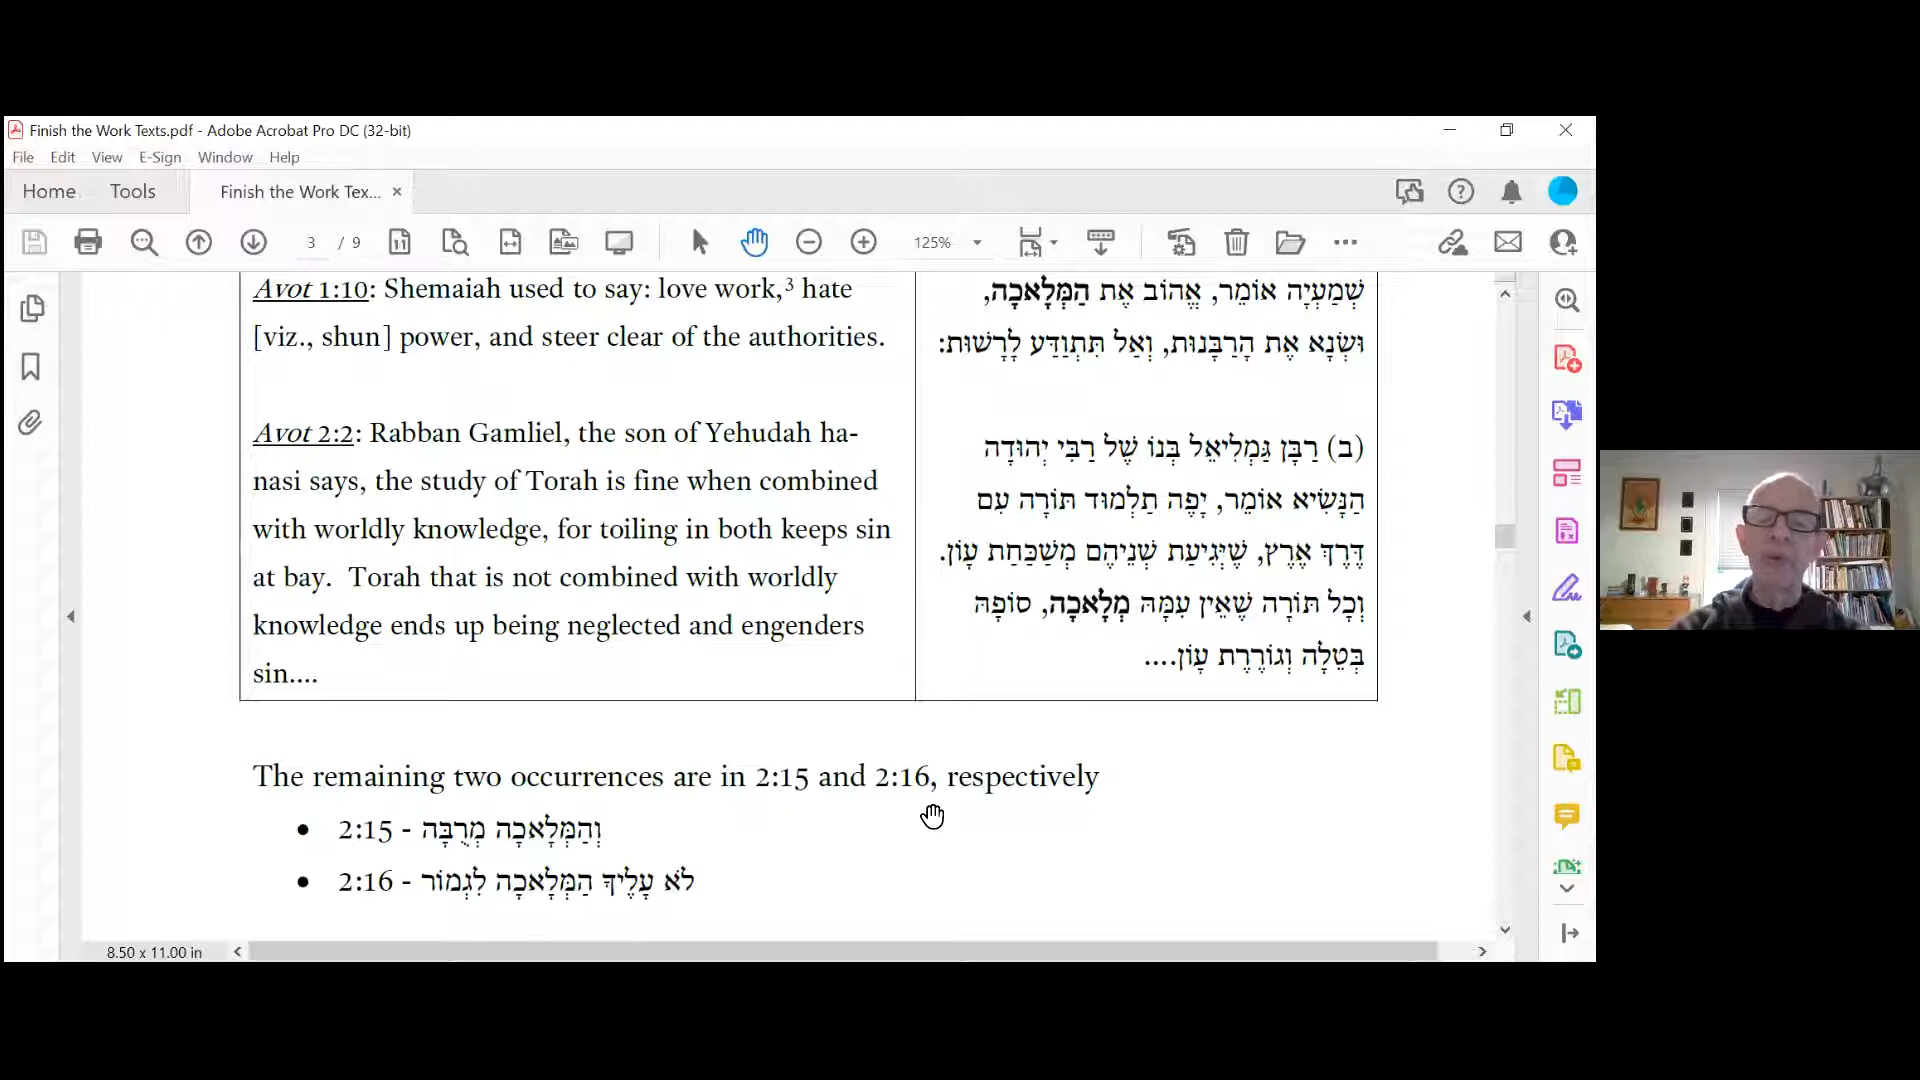 Finish the Work Texts.pdf - Adobe Acrobat Pro DC (32-bit)
File Edit View E-Sign Window Help
Home Tools Finish the Work Tex... ×
3 / 9 125%
Avot 1:10: Shemaiah used to say: love work,³ hate
[viz., shun] power, and steer clear of the authorities.
Avot 2:2: Rabban Gamliel, the son of Yehudah ha-
nasi says, the study of Torah is fine when combined
with worldly knowledge, for toiling in both keeps sin
at bay. Torah that is not combined with worldly
knowledge ends up being neglected and engenders
sin....
שְׁמַעְיָה אוֹמֵר, אֱהוֹב אֶת הַמְּלָאכָה,
וּשְׂנָא אֶת הָרַבָּנוּת, וְאַל תִּתְוַדַּע לָרָשׁוּת:
(ב) רַבָּן גַּמְלִיאֵל בְּנוֹ שֶׁל רַבִּי יְהוּדָה
הַנָּשִׂיא אוֹמֵר, יָפֶה תַלְמוּד תּוֹרָה עִם
דֶּרֶךְ אֶרֶץ, שֶׁיְּגִיעַת שְׁנֵיהֶם מְשַׁכַּחַת עָוֹן.
וְכָל תּוֹרָה שֶׁאֵין עִמָּהּ מְלָאכָה, סוֹפָהּ
בְּטֵלָה וְגוֹרֶרֶת עָוֹן....
The remaining two occurrences are in 2:15 and 2:16, respectively
• 2:15 - וְהַמְּלָאכָה מְרֻבָּה
• 2:16 - לֹא עָלֶיךָ הַמְּלָאכָה לִגְמוֹר
8.50 x 11.00 in